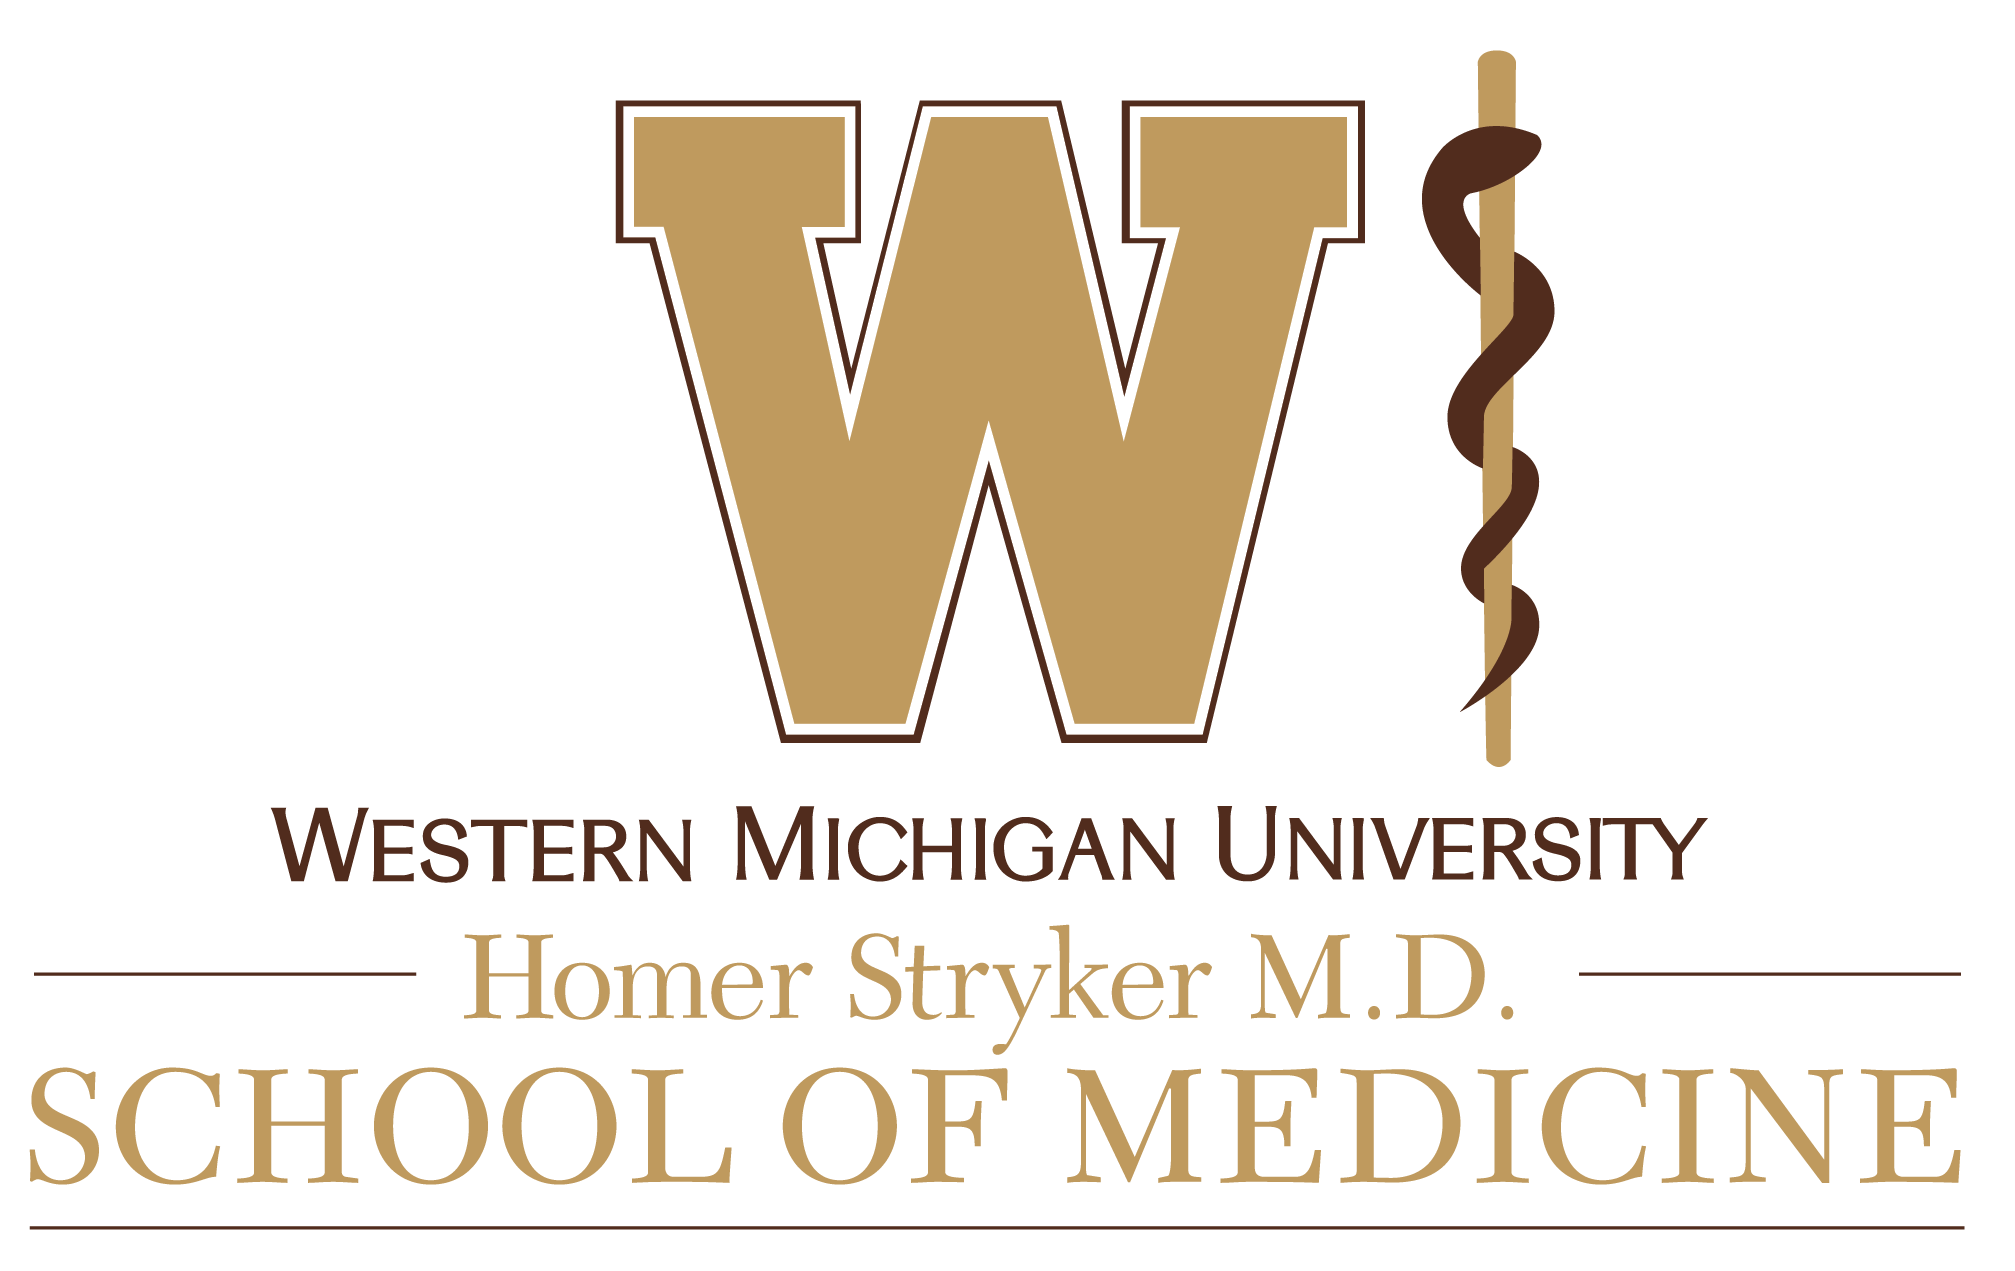 W
WESTERN MICHIGAN UNIVERSITY
Homer Stryker M.D.
SCHOOL OF MEDICINE